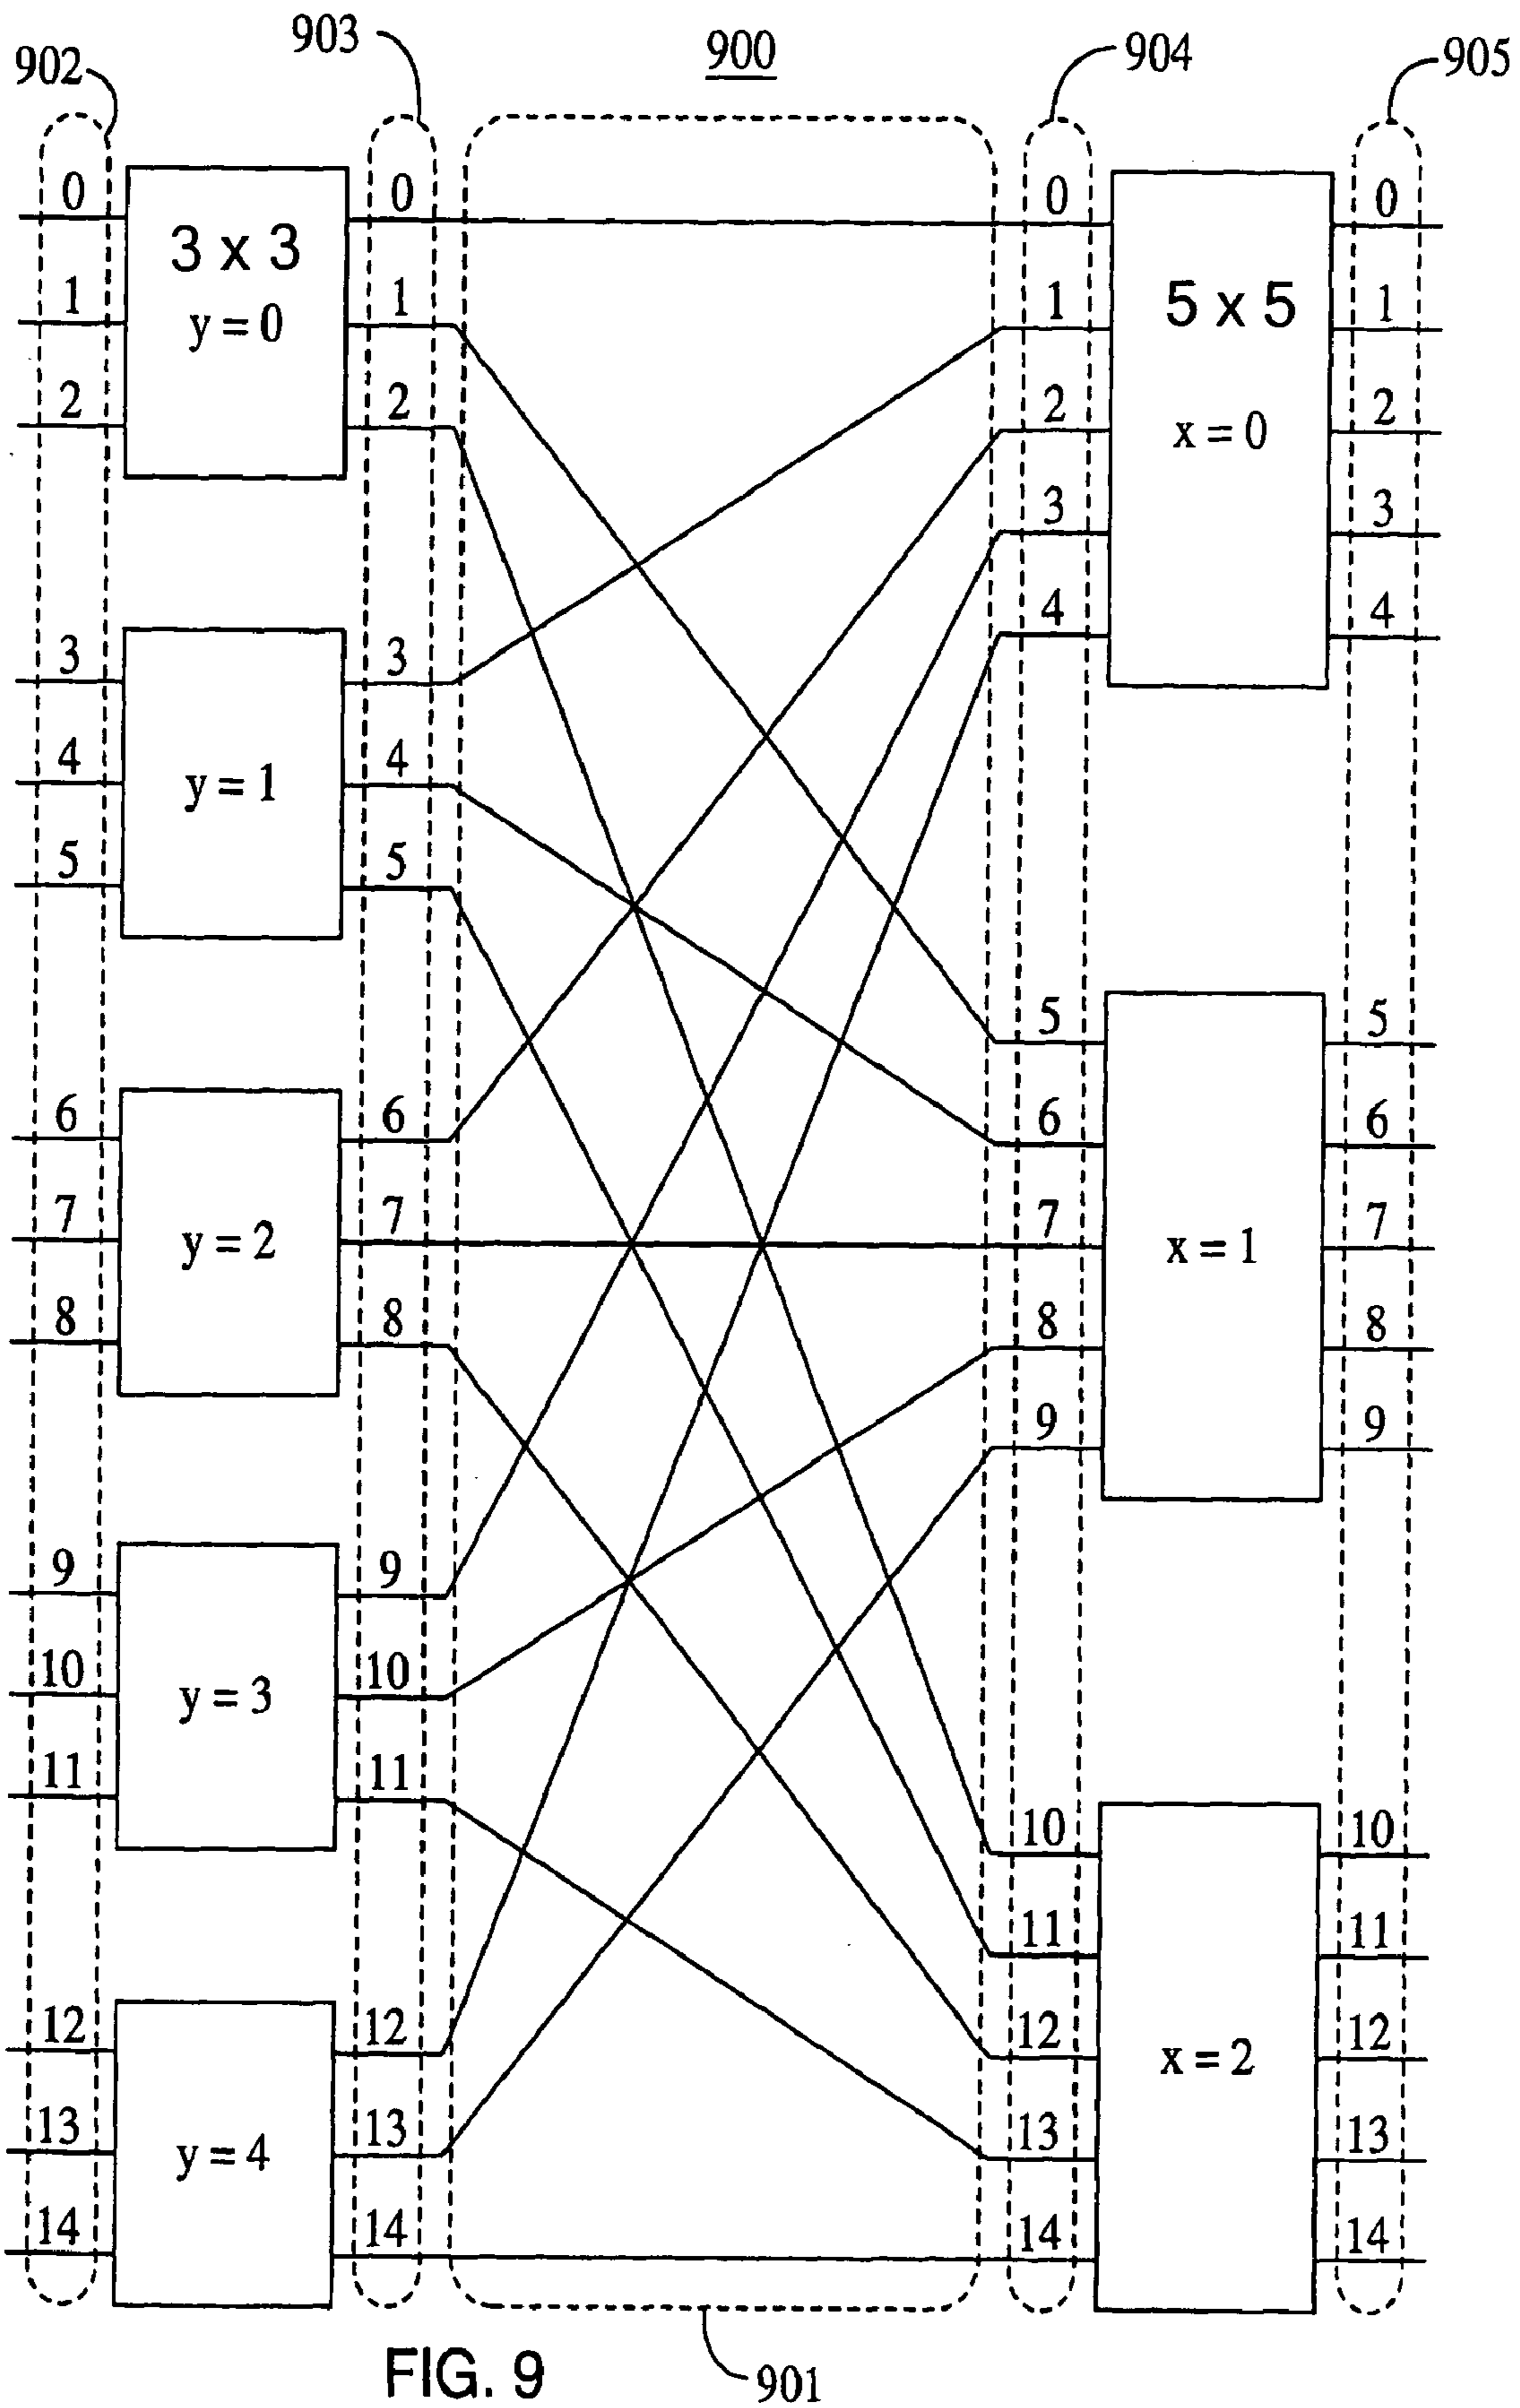 900
902 903 904 905
0 0 0 0
3 x 3
1 1 1 1
y = 0
5 x 5
2 2 2 2
x = 0
3 3
4 4
3 3
4 4
y = 1
5 5
5 5
6 6 6 6
7 7 7 7
y = 2 x = 1
8 8 8 8
9 9
9 9
10 10
y = 3
11 11
10 10
11 11
12 12 12 12
x = 2
13 13 13 13
y = 4
14 14 14 14
FIG. 9
901